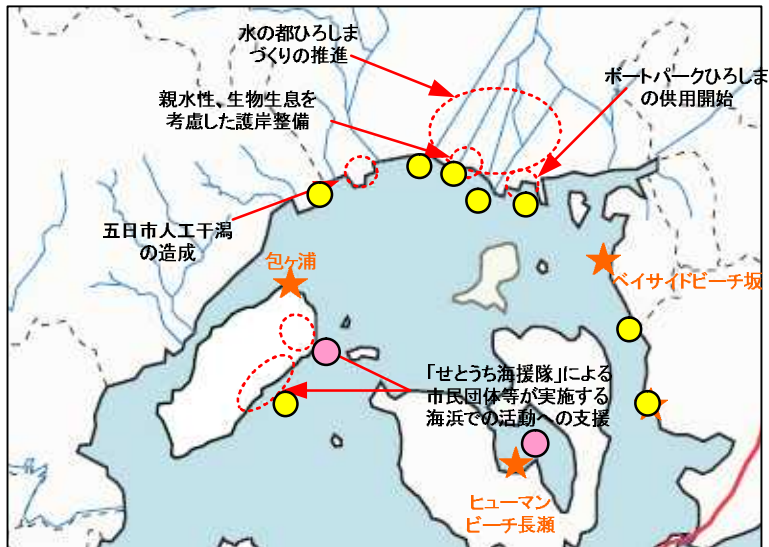 水の都ひろしま
づくりの推進
ボートパークひろしま
の供用開始
親水性、生物生息を
考慮した護岸整備
五日市人工干潟
の造成
包ヶ浦
ベイサイドビーチ坂
「せとうち海援隊」による
市民団体等が実施する
海浜での活動への支援
ヒューマン
ビーチ長瀬